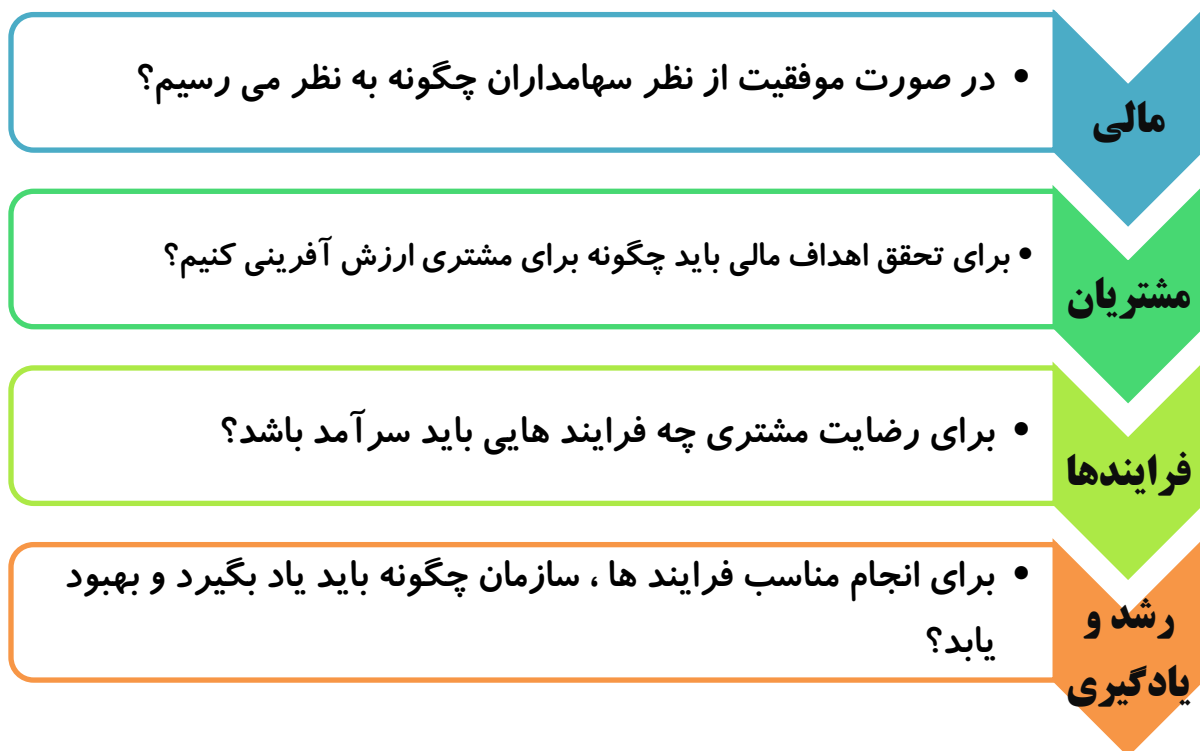 مالی
• در صورت موفقیت از نظر سهامداران چگونه به نظر می رسیم؟
مشتریان
• برای تحقق اهداف مالی باید چگونه برای مشتری ارزش آفرینی کنیم؟
فرایندها
• برای رضایت مشتری چه فرایند هایی باید سرآمد باشد؟
رشد و
یادگیری
• برای انجام مناسب فرایند ها ، سازمان چگونه باید یاد بگیرد و بهبود
یابد؟